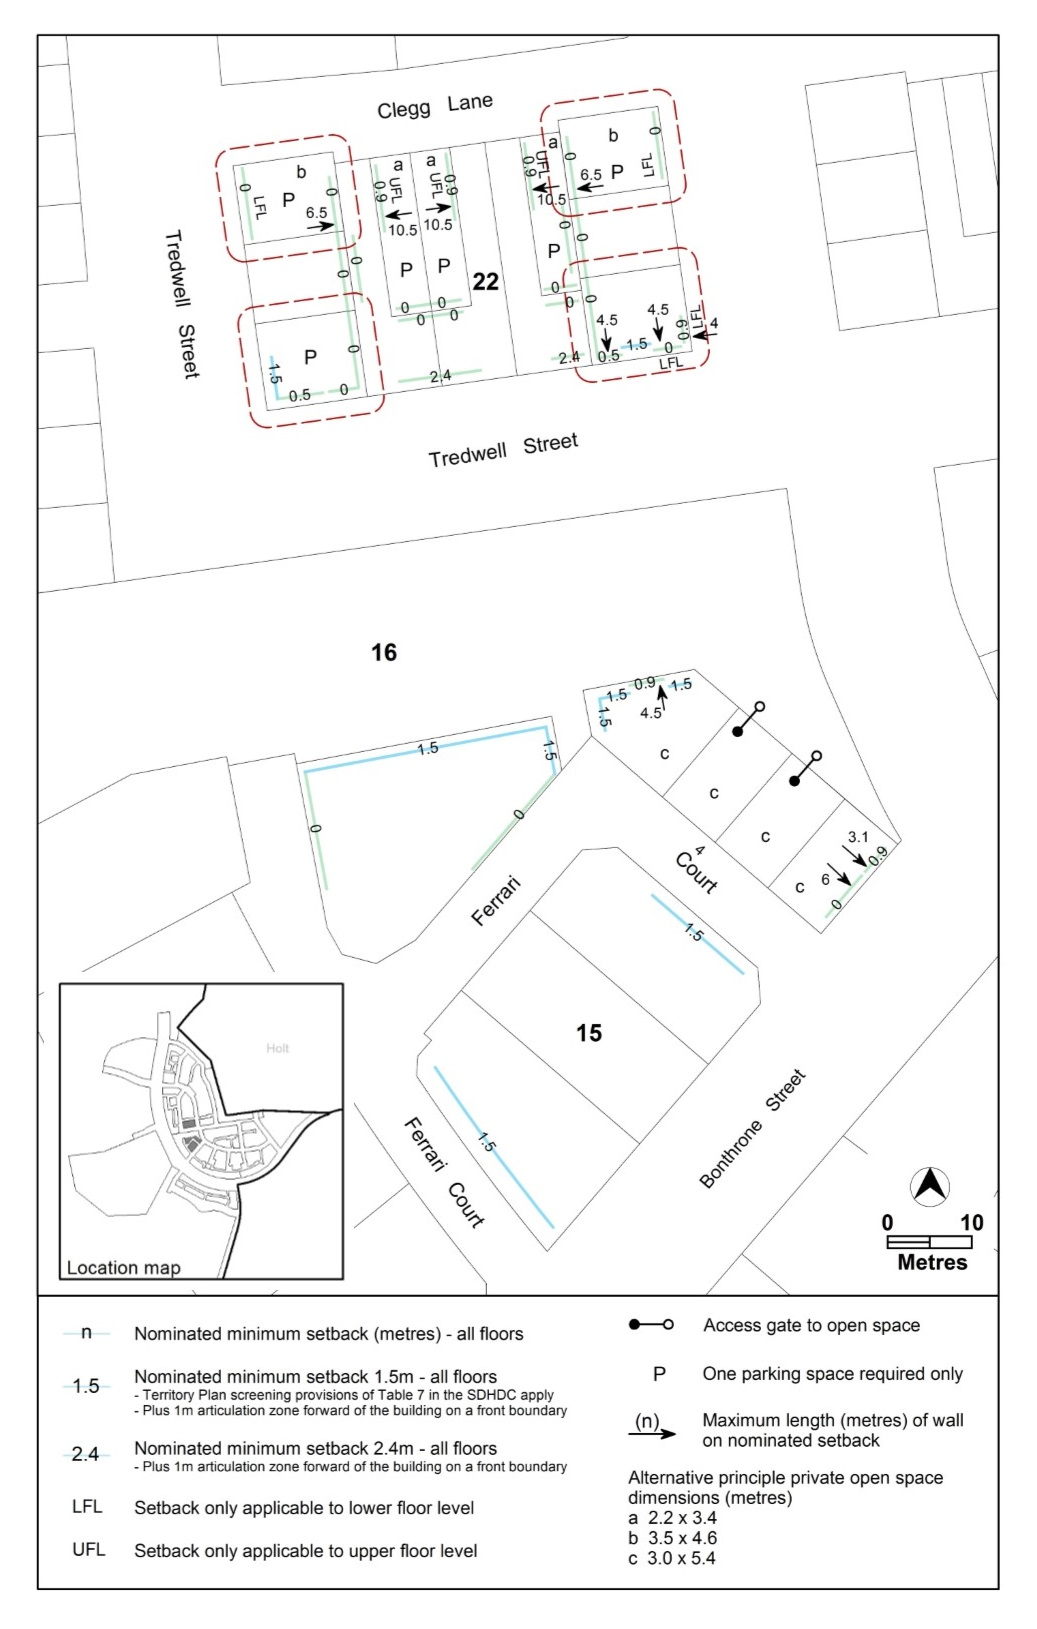 Clegg Lane
b
P
0
LFL
0
6.5
a
a
0.9
UFL
UFL
0.9
10.5
10.5
P
P
0
0
0
0
22
a
0.9
UFL
10.5
P
0
0
b
P
0
6.5
LFL
0
0
0
0
0
0
0
Tredwell Street
P
1.5
0.5
0
0
2.4
2.4
4.5
4.5
0.5
1.5
0
0.9
LFL
4
LFL
Tredwell Street
16
1.5
0.9
1.5
1.5
4.5
c
c
c
c
1.5
1.5
0
0
3.1
6
0.9
0
4
Court
Ferrari
1.5
15
1.5
Ferrari Court
Bonthrone Street
Holt
Location map
0 10
Metres
n Nominated minimum setback (metres) - all floors
1.5 Nominated minimum setback 1.5m - all floors
- Territory Plan screening provisions of Table 7 in the SDHDC apply
- Plus 1m articulation zone forward of the building on a front boundary
2.4 Nominated minimum setback 2.4m - all floors
- Plus 1m articulation zone forward of the building on a front boundary
LFL Setback only applicable to lower floor level
UFL Setback only applicable to upper floor level
Access gate to open space
P One parking space required only
(n) Maximum length (metres) of wall
on nominated setback
Alternative principle private open space
dimensions (metres)
a 2.2 x 3.4
b 3.5 x 4.6
c 3.0 x 5.4